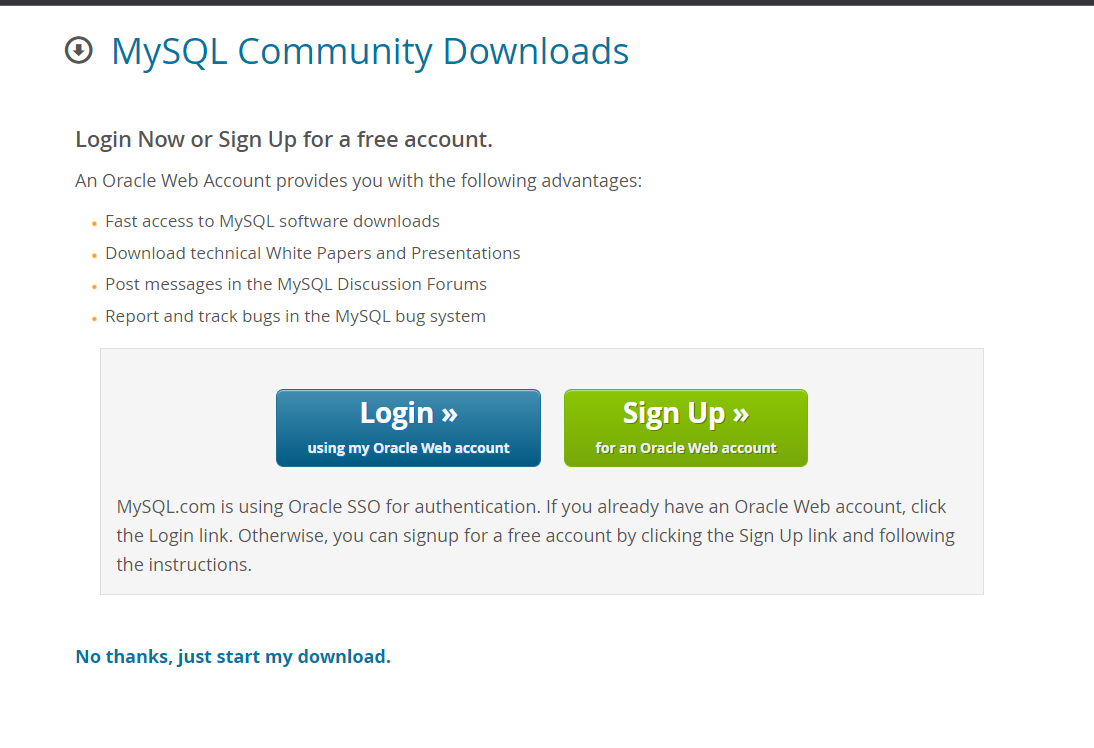 MySQL Community Downloads
Login Now or Sign Up for a free account.
An Oracle Web Account provides you with the following advantages:
Fast access to MySQL software downloads
Download technical White Papers and Presentations
Post messages in the MySQL Discussion Forums
Report and track bugs in the MySQL bug system
Login »
using my Oracle Web account
Sign Up »
for an Oracle Web account
MySQL.com is using Oracle SSO for authentication. If you already have an Oracle Web account, click
the Login link. Otherwise, you can signup for a free account by clicking the Sign Up link and following
the instructions.
No thanks, just start my download.